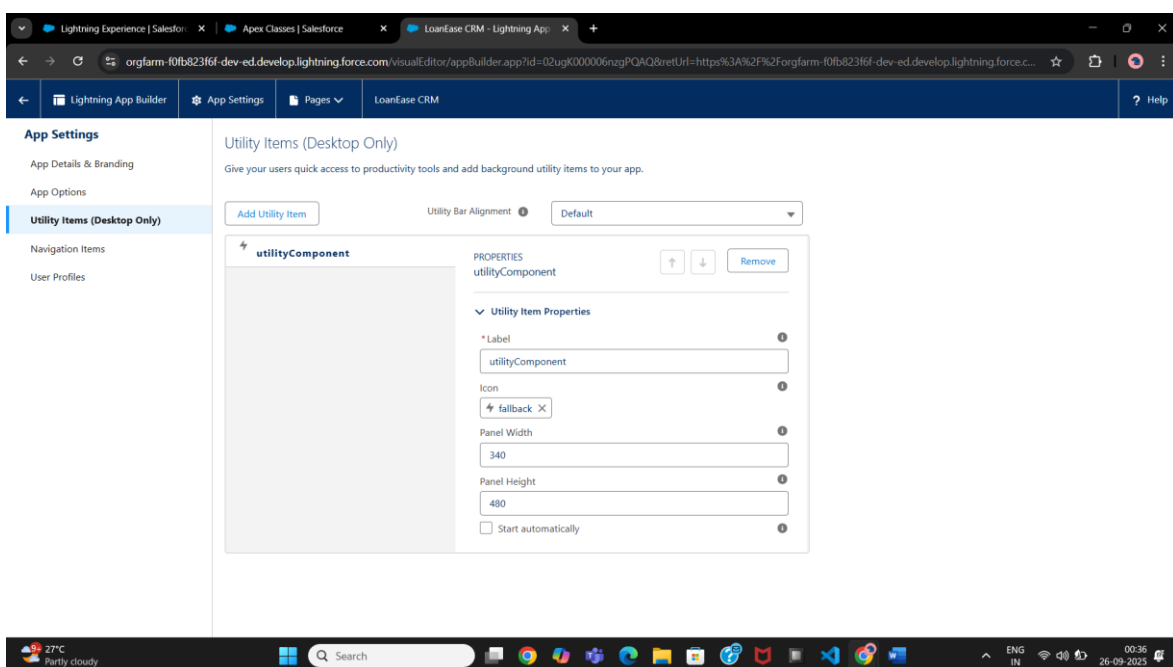 Lightning Experience | Salesforc
Apex Classes | Salesforce
LoanEase CRM - Lightning App
orgfarm-f0fb823f6f-dev-ed.develop.lightning.force.com/visualEditor/appBuilder.app?id=02ugK000006nzgPQAQ&retUrl=https%3A%2F%2Forgfarm-f0fb823f6f-dev-ed.develop.lightning.force.c...
Lightning App Builder
App Settings
Pages
LoanEase CRM
? Help
App Settings
App Details & Branding
App Options
Utility Items (Desktop Only)
Navigation Items
User Profiles
Utility Items (Desktop Only)
Give your users quick access to productivity tools and add background utility items to your app.
Add Utility Item
Utility Bar Alignment
Default
utilityComponent
PROPERTIES
utilityComponent
Remove
Utility Item Properties
*Label
utilityComponent
Icon
fallback
Panel Width
340
Panel Height
480
Start automatically
9+
27°C
Partly cloudy
Search
ENG
IN
00:36
26-09-2025